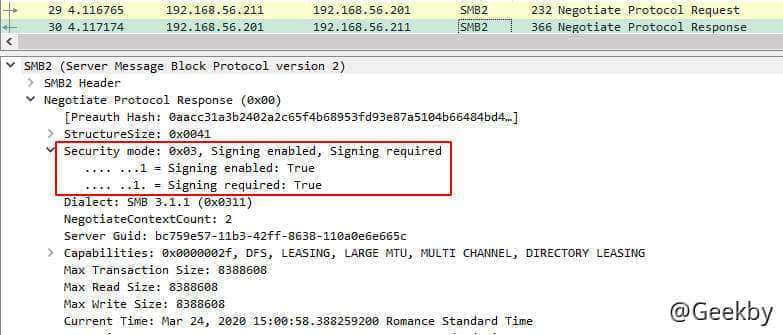 29 4.116765 192.168.56.211 192.168.56.201 SMB2 232 Negotiate Protocol Request
30 4.117174 192.168.56.201 192.168.56.211 SMB2 366 Negotiate Protocol Response
SMB2 (Server Message Block Protocol version 2)
SMB2 Header
Negotiate Protocol Response (0x00)
[Preauth Hash: 0aacc31a3b2402a2c65f4b68953fd93e87a5104b66484bd4…]
StructureSize: 0x0041
Security mode: 0x03, Signing enabled, Signing required
.... ...1 = Signing enabled: True
.... ..1. = Signing required: True
Dialect: SMB 3.1.1 (0x0311)
NegotiateContextCount: 2
Server Guid: bc759e57-11b3-42ff-8638-110a0e6e665c
Capabilities: 0x0000002f, DFS, LEASING, LARGE MTU, MULTI CHANNEL, DIRECTORY LEASING
Max Transaction Size: 8388608
Max Read Size: 8388608
Max Write Size: 8388608
Current Time: Mar 24, 2020 15:00:58.388259200 Romance Standard Time
@Geekby